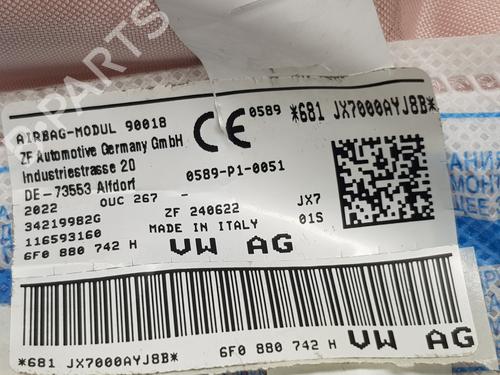 PARTS
AIRBAG-MODUL 90018
ZF Automotive Germany GmbH
Industriestrasse 20
DE-73553 Alfdorf
2022 OUC 267 -
34219982G
116593160
6F0 880 742 H
CE 0589
0589-P1-0051
ZF 240622
MADE IN ITALY
VW AG
*681 JX7000AYJ8B*
JX7
01S
*681 JX7000AYJ8B*
6F0 880 742 H
VW AG